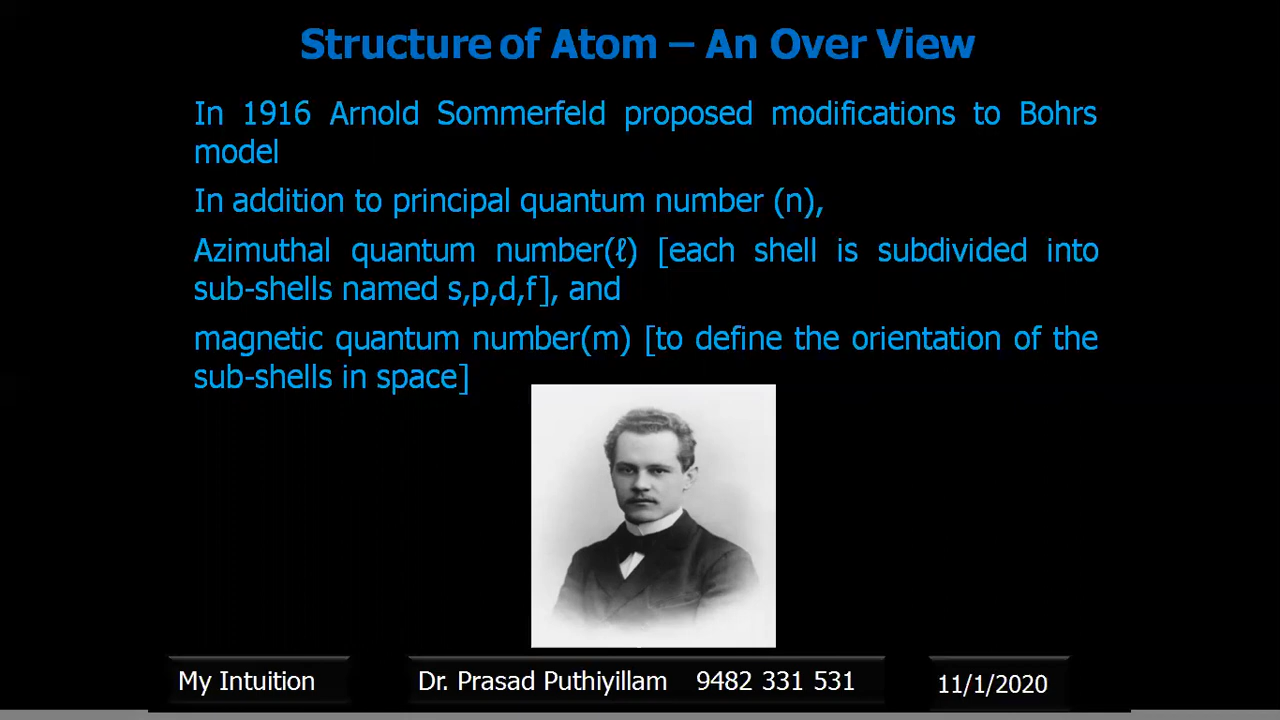 Structure of Atom – An Over View
In 1916 Arnold Sommerfeld proposed modifications to Bohrs
model
In addition to principal quantum number (n),
Azimuthal quantum number(ℓ) [each shell is subdivided into
sub-shells named s,p,d,f], and
magnetic quantum number(m) [to define the orientation of the
sub-shells in space]
My Intuition
Dr. Prasad Puthiyillam 9482 331 531
11/1/2020